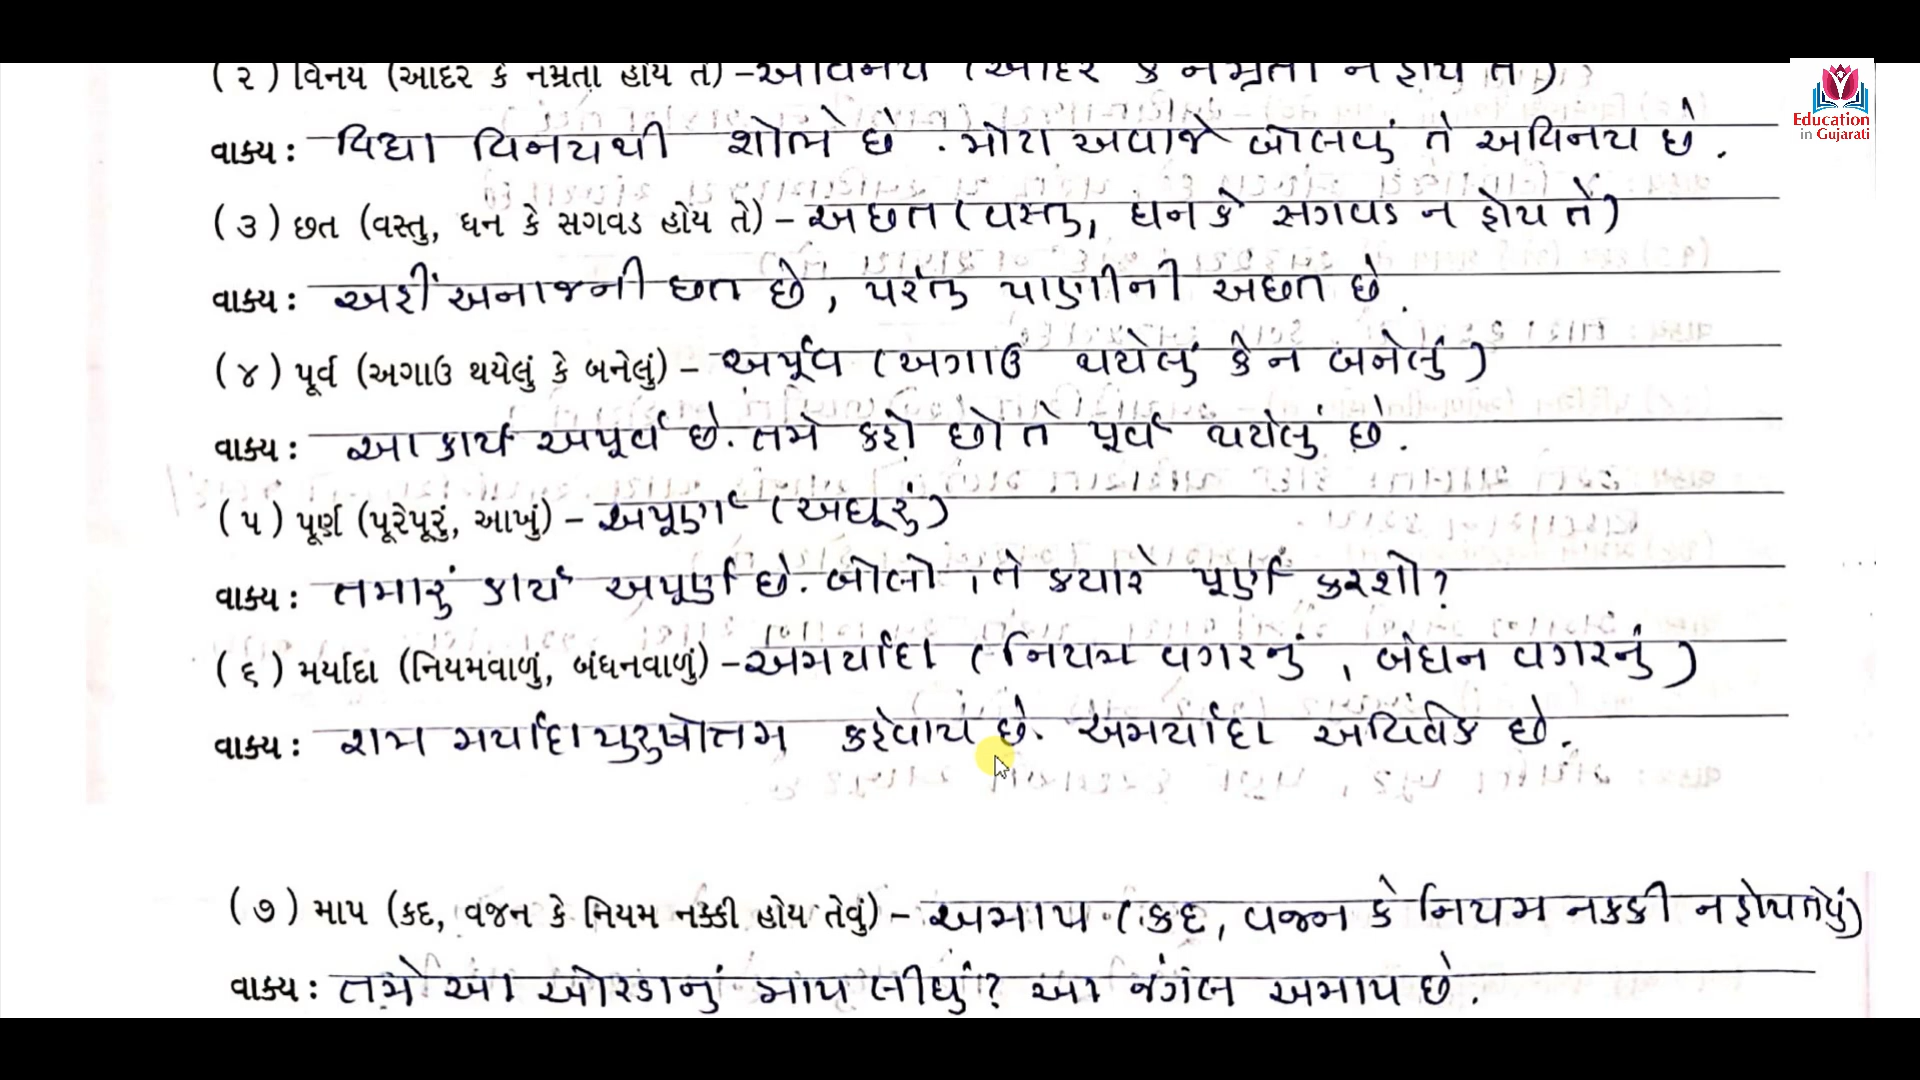 (૨) વિનય (આદર કે નમ્રતા હોય તે) – અવિનય (આદર કે નમ્રતા ન હોય તે)
Education
in Gujarati
વાક્ય : વિદ્યા વિનયથી શોભે છે. મોટા અવાજે બોલવું તે અવિનય છે.
(૩) છત (વસ્તુ, ધન કે સગવડ હોય તે) – અછત (વસ્તુ, ધન કે સગવડ ન હોય તે)
વાક્ય : અહીં અનાજની છત છે, પરંતુ પાણીની અછત છે.
(૪) પૂર્વ (અગાઉ થયેલું કે બનેલું) – અપૂર્વ (અગાઉ થયેલું કે ન બનેલું)
વાક્ય : આ કાર્ય અપૂર્વ છે. તમે કહો છો તે પૂર્વ થયેલું છે.
(૫) પૂર્ણ (પૂરેપૂરું, આખું) – અપૂર્ણ (અધૂરું)
વાક્ય : તમારું કાર્ય અપૂર્ણ છે. બોલો, તે ક્યારે પૂર્ણ કરશો?
(૬) મર્યાદા (નિયમવાળું, બંધનવાળું) – અમર્યાદા (નિયમ વગરનું, બંધન વગરનું)
વાક્ય : રામ મર્યાદા પુરુષોત્તમ કહેવાય છે. અમર્યાદા અવિવેક છે.
(૭) માપ (કદ, વજન કે નિયમ નક્કી હોય તેવું) – અમાપ (કદ, વજન કે નિયમ નક્કી ન હોય તેવું)
વાક્ય : તમે આ ઓરડાનું માપ લીધું? આ જંગલ અમાપ છે.